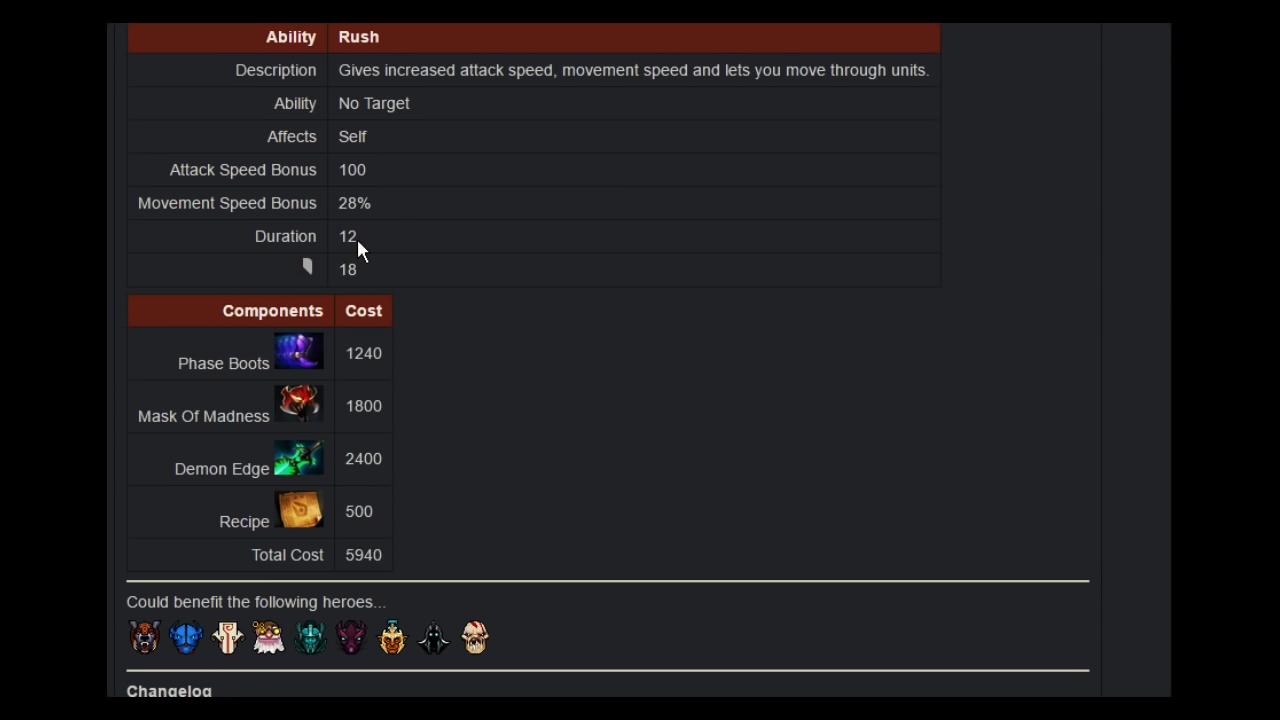 Ability Rush
Description Gives increased attack speed, movement speed and lets you move through units.
Ability No Target
Affects Self
Attack Speed Bonus 100
Movement Speed Bonus 28%
Duration 12
18
Components Cost
Phase Boots 1240
Mask Of Madness 1800
Demon Edge 2400
Recipe 500
Total Cost 5940
Could benefit the following heroes...
Changelog